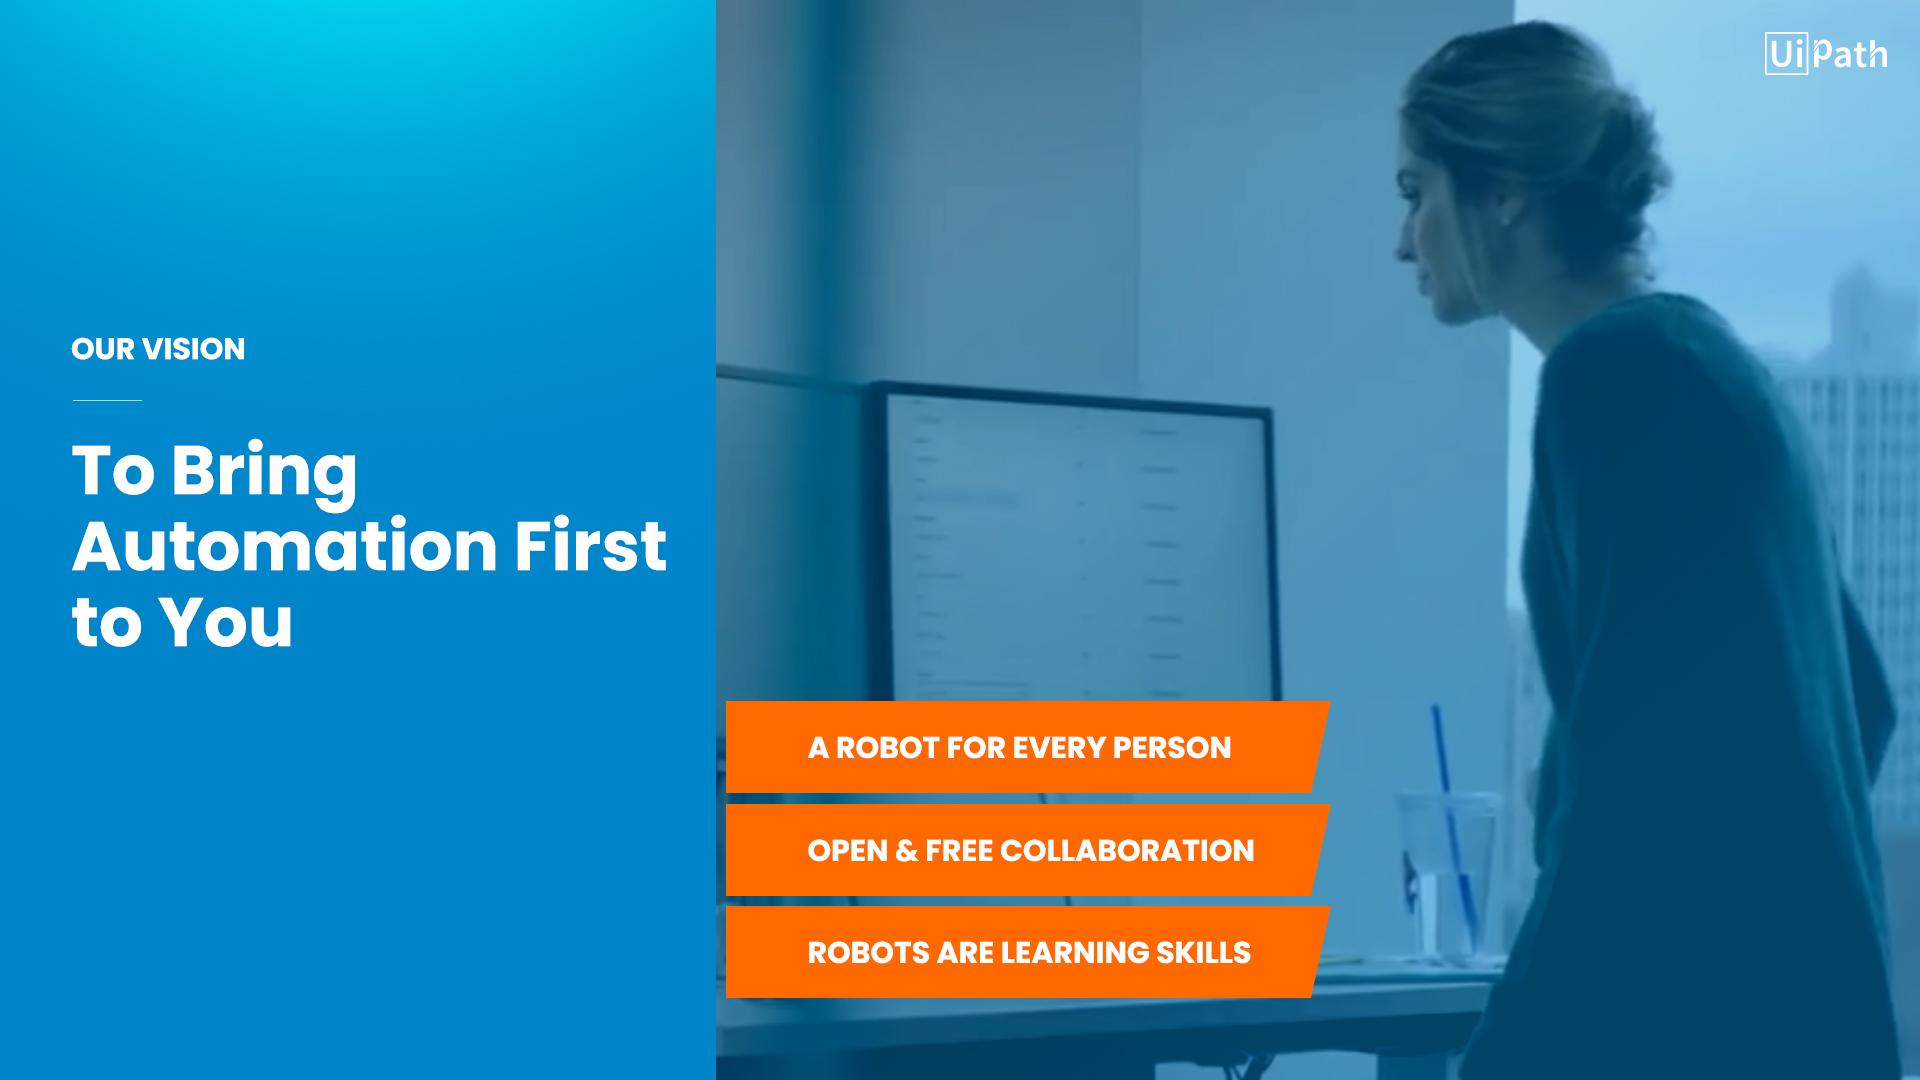 OUR VISION
To Bring
Automation First
to You
UiPath
A ROBOT FOR EVERY PERSON
OPEN & FREE COLLABORATION
ROBOTS ARE LEARNING SKILLS